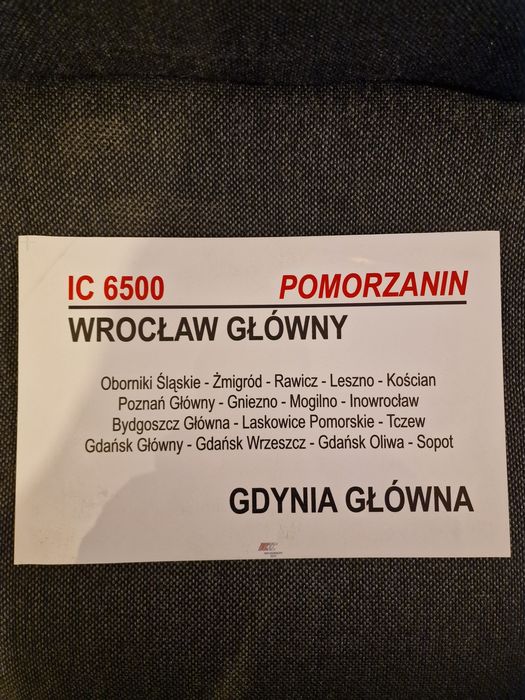 IC 6500 POMORZANIN
WROCŁAW GŁÓWNY
Oborniki Śląskie - Żmigród - Rawicz - Leszno - Kościan
Poznań Główny - Gniezno - Mogilno - Inowrocław
Bydgoszcz Główna - Laskowice Pomorskie - Tczew
Gdańsk Główny - Gdańsk Wrzeszcz - Gdańsk Oliwa - Sopot
GDYNIA GŁÓWNA